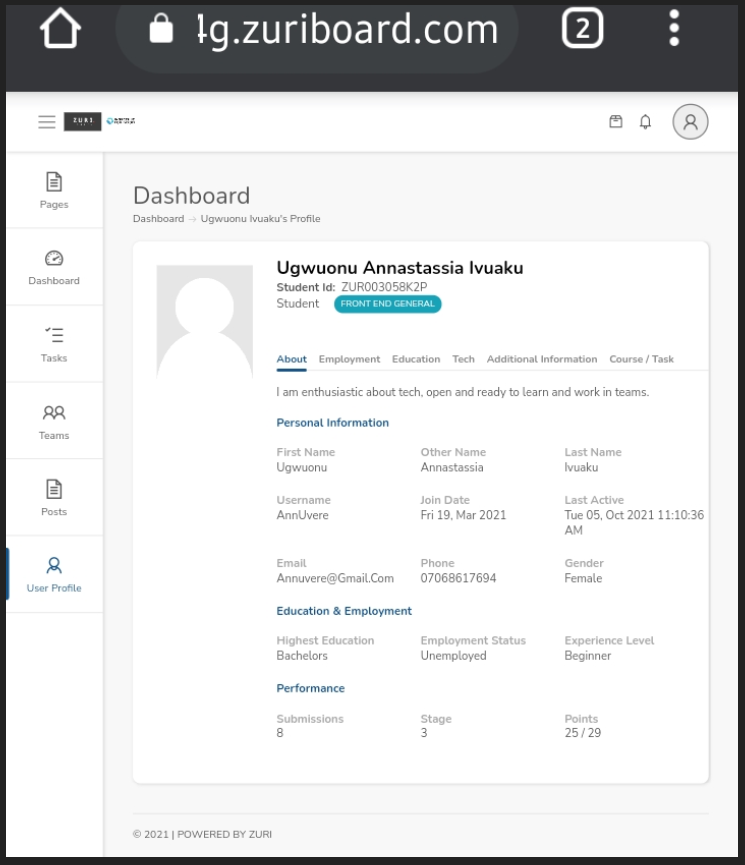 4g.zuriboard.com
2
ZURI
Pages
Dashboard
Tasks
Teams
Posts
User Profile
Dashboard
Dashboard → Ugwuonu Ivuaku's Profile
Ugwuonu Annastassia Ivuaku
Student Id: ZUR003058K2P
Student FRONT END GENERAL
About Employment Education Tech Additional Information Course / Task
I am enthusiastic about tech, open and ready to learn and work in teams.
Personal Information
First Name Other Name Last Name
Ugwuonu Annastassia Ivuaku
Username Join Date Last Active
AnnUvere Fri 19, Mar 2021 Tue 05, Oct 2021 11:10:36
AM
Email Phone Gender
Annuvere@Gmail.Com 07068617694 Female
Education & Employment
Highest Education Employment Status Experience Level
Bachelors Unemployed Beginner
Performance
Submissions Stage Points
8 3 25 / 29
© 2021 | POWERED BY ZURI